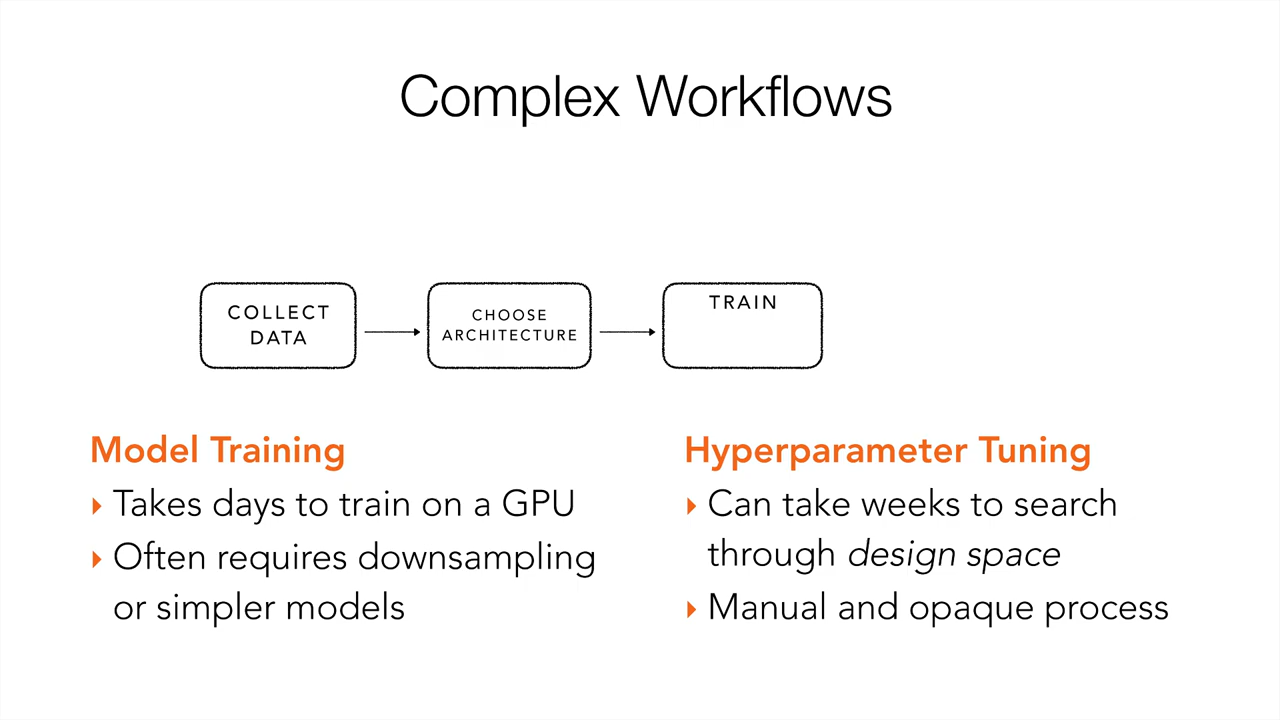 Complex Workflows
COLLECT
DATA
CHOOSE
ARCHITECTURE
TRAIN
Model Training
Takes days to train on a GPU
Often requires downsampling
or simpler models
Hyperparameter Tuning
Can take weeks to search
through design space
Manual and opaque process